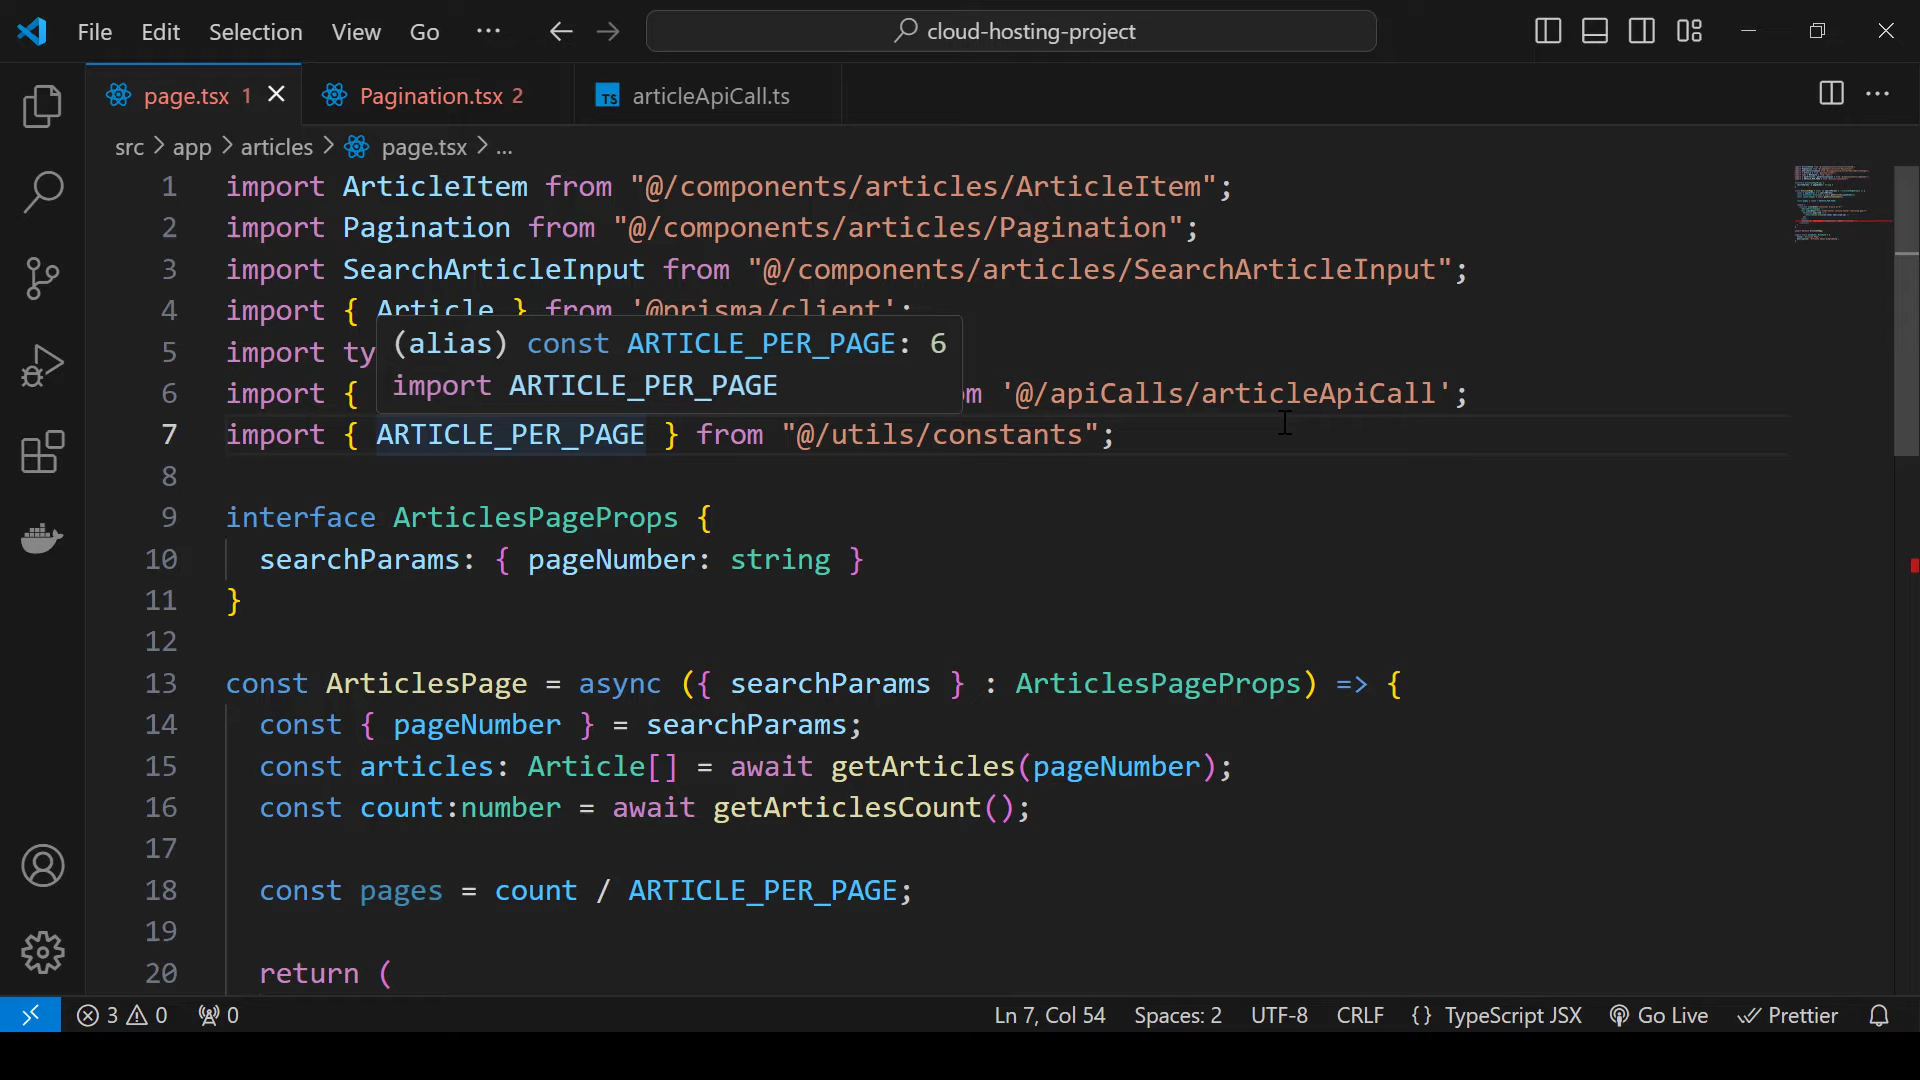 File Edit Selection View Go ··· cloud-hosting-project
page.tsx 1 Pagination.tsx 2 TS articleApiCall.ts
src > app > articles > page.tsx > ...
1 import ArticleItem from "@/components/articles/ArticleItem";
2 import Pagination from "@/components/articles/Pagination";
3 import SearchArticleInput from "@/components/articles/SearchArticleInput";
4 import { Article } from '@prisma/client';
(alias) const ARTICLE_PER_PAGE: 6
5 import ty
import ARTICLE_PER_PAGE
6 import { om '@/apiCalls/articleApiCall';
7 import { ARTICLE_PER_PAGE } from "@/utils/constants";
8
9 interface ArticlesPageProps {
10 searchParams: { pageNumber: string }
11 }
12
13 const ArticlesPage = async ({ searchParams } : ArticlesPageProps) => {
14 const { pageNumber } = searchParams;
15 const articles: Article[] = await getArticles(pageNumber);
16 const count:number = await getArticlesCount();
17
18 const pages = count / ARTICLE_PER_PAGE;
19
20 return (
3 0 0 Ln 7, Col 54 Spaces: 2 UTF-8 CRLF {} TypeScript JSX Go Live Prettier